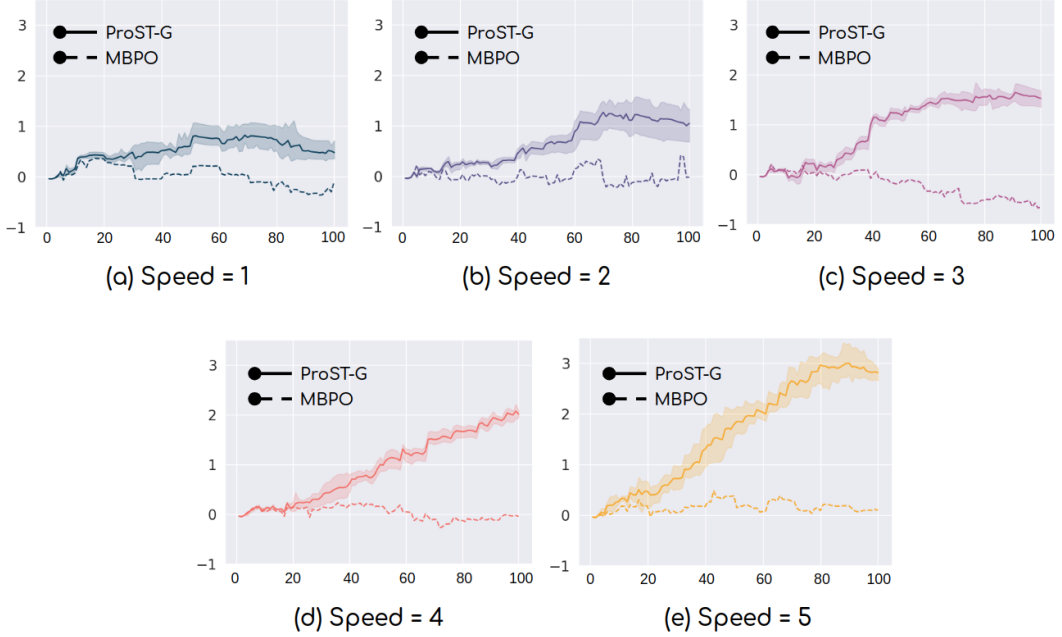 3
2
1
0
−1
ProST-G
MBPO
0 20 40 60 80 100
(a) Speed = 1
3
2
1
0
−1
ProST-G
MBPO
0 20 40 60 80 100
(b) Speed = 2
3
2
1
0
−1
ProST-G
MBPO
0 20 40 60 80 100
(c) Speed = 3
3
2
1
0
−1
ProST-G
MBPO
0 20 40 60 80 100
(d) Speed = 4
3
2
1
0
−1
ProST-G
MBPO
0 20 40 60 80 100
(e) Speed = 5